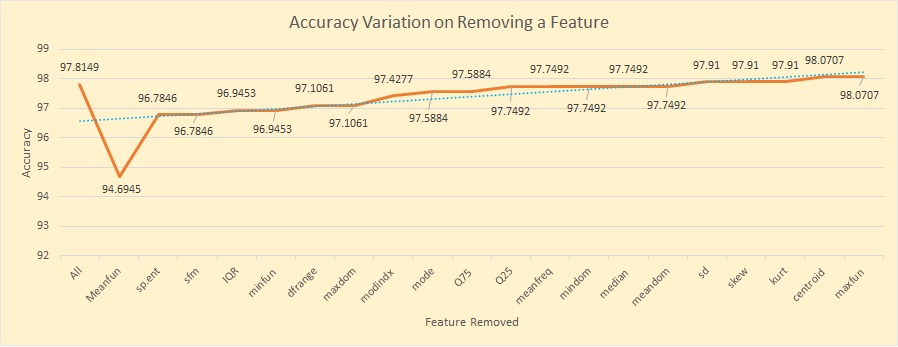 Accuracy Variation on Removing a Feature
99
98
97
96
95
94
93
92
Accuracy
97.8149
94.6945
96.7846
96.7846
96.9453
96.9453
97.1061
97.1061
97.4277
97.5884
97.5884
97.7492
97.7492
97.7492
97.7492
97.7492
97.91
97.91
97.91
98.0707
98.0707
All
Meanfun
sp.ent
sfm
IQR
minfun
dfrange
maxdom
modindx
mode
Q75
Q25
meanfreq
mindom
median
meandom
sd
skew
kurt
centroid
maxfun
Feature Removed